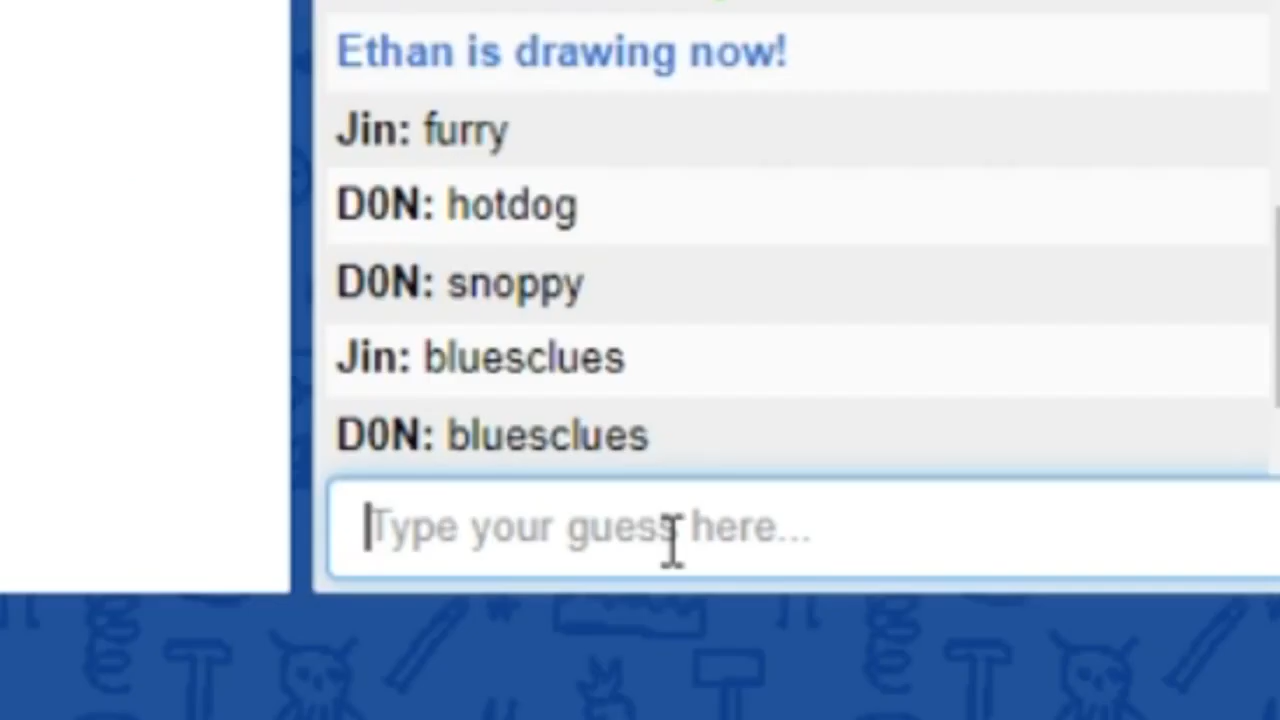 Ethan is drawing now!
Jin: furry
D0N: hotdog
D0N: snoppy
Jin: bluesclues
D0N: bluesclues
Type your guess here...